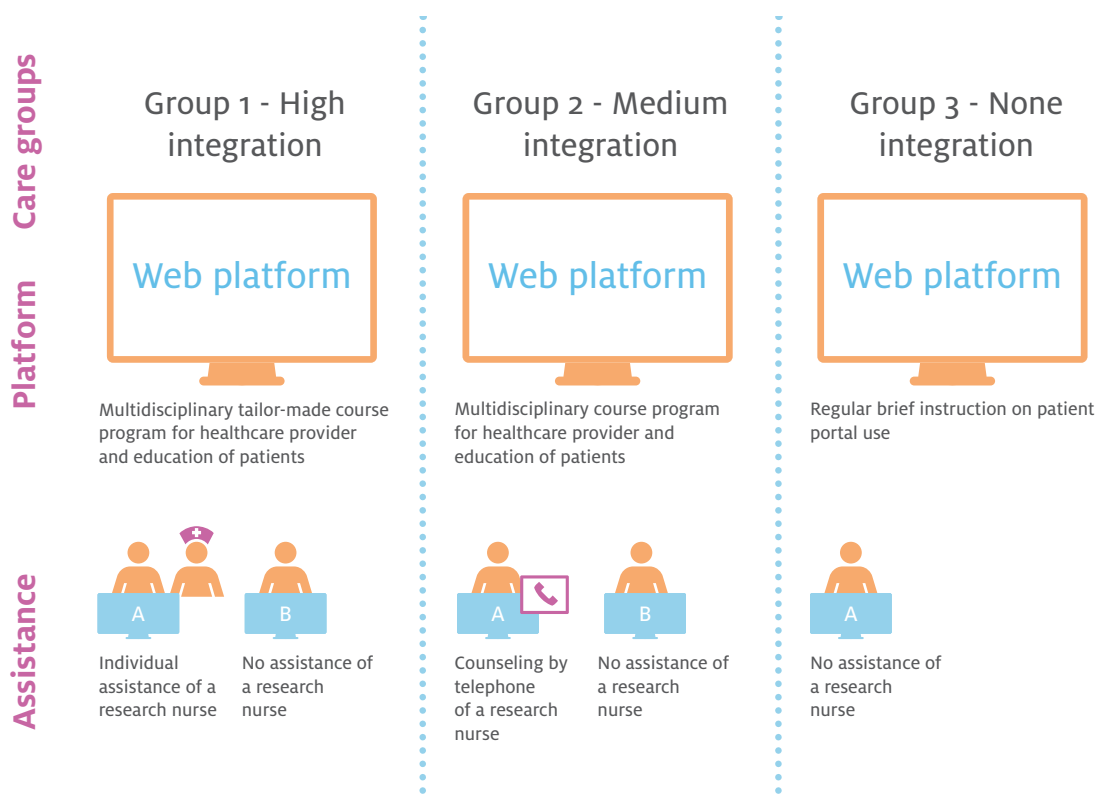 Care groups
Group 1 - High
integration
Group 2 - Medium
integration
Group 3 - None
integration
Platform
Web platform
Web platform
Web platform
Multidisciplinary tailor-made course
program for healthcare provider
and education of patients
Multidisciplinary course program
for healthcare provider and
education of patients
Regular brief instruction on patient
portal use
Assistance
A
B
A
B
A
Individual
assistance of a
research nurse
No assistance of
a research
nurse
Counseling by
telephone
of a research
nurse
No assistance of
a research
nurse
No assistance of
a research
nurse